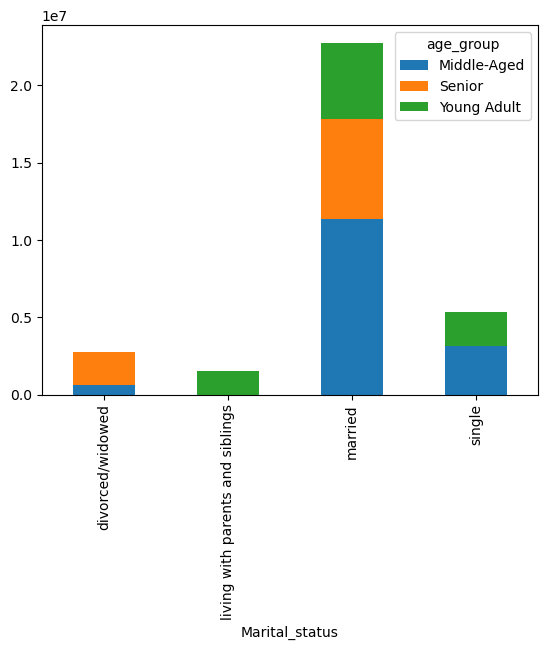 1e7
age_group
Middle-Aged
Senior
Young Adult
2.0
1.5
1.0
0.5
0.0
divorced/widowed
living with parents and siblings
married
single
Marital_status